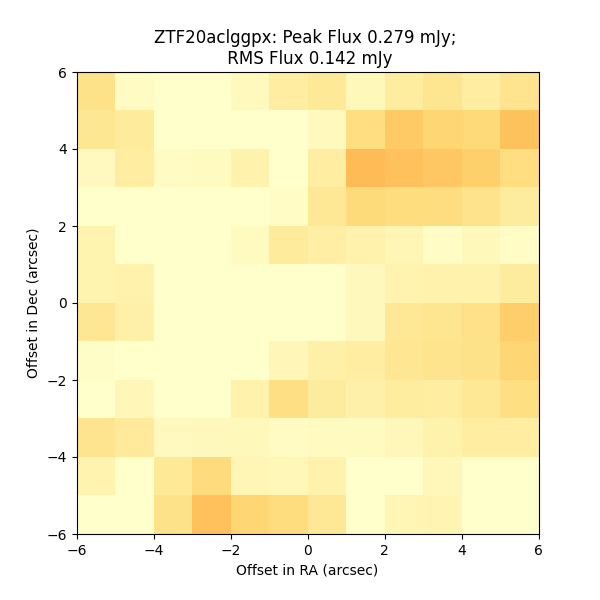 ZTF20aclggpx: Peak Flux 0.279 mJy;
RMS Flux 0.142 mJy
6
4
2
0
−2
−4
−6
Offset in Dec (arcsec)
−6 −4 −2 0 2 4 6
Offset in RA (arcsec)